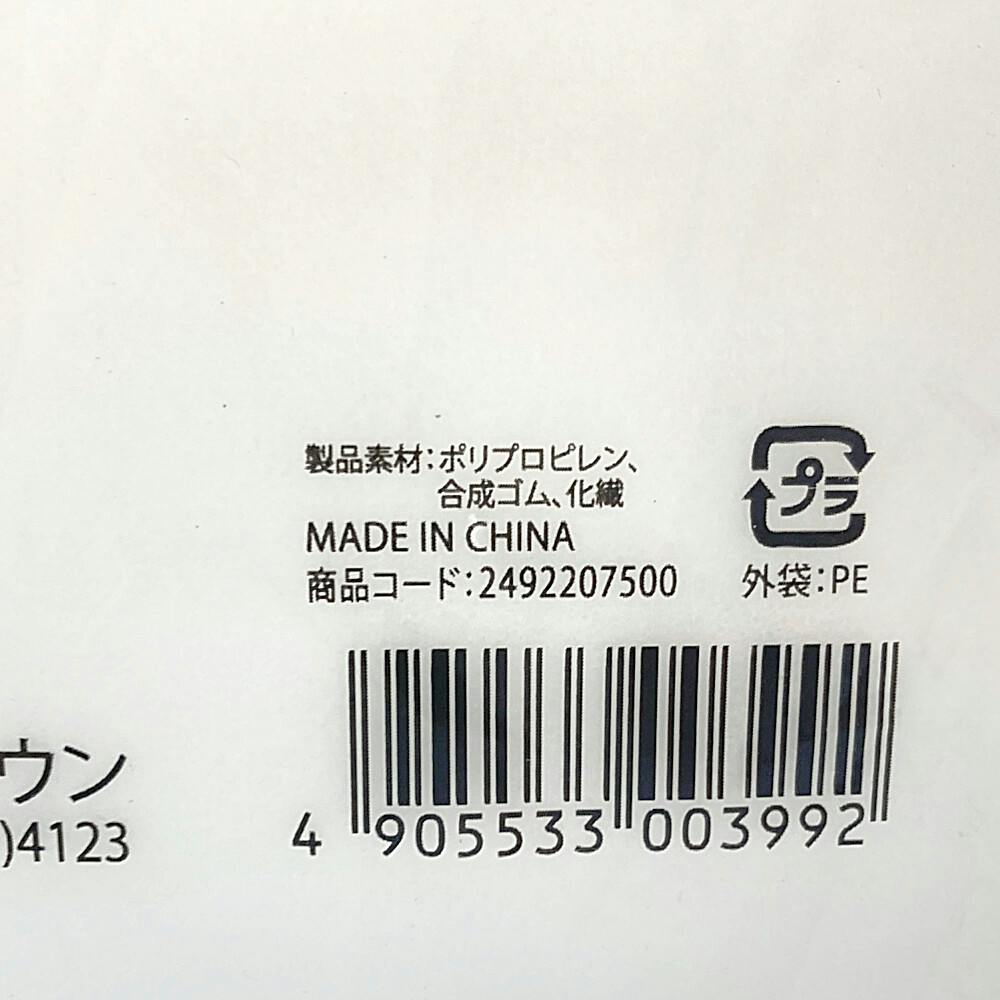 製品素材:ポリプロピレン、
合成ゴム、化繊
MADE IN CHINA
商品コード:2492207500
プラ
外袋:PE
ウン
)4123
4 905533 003992